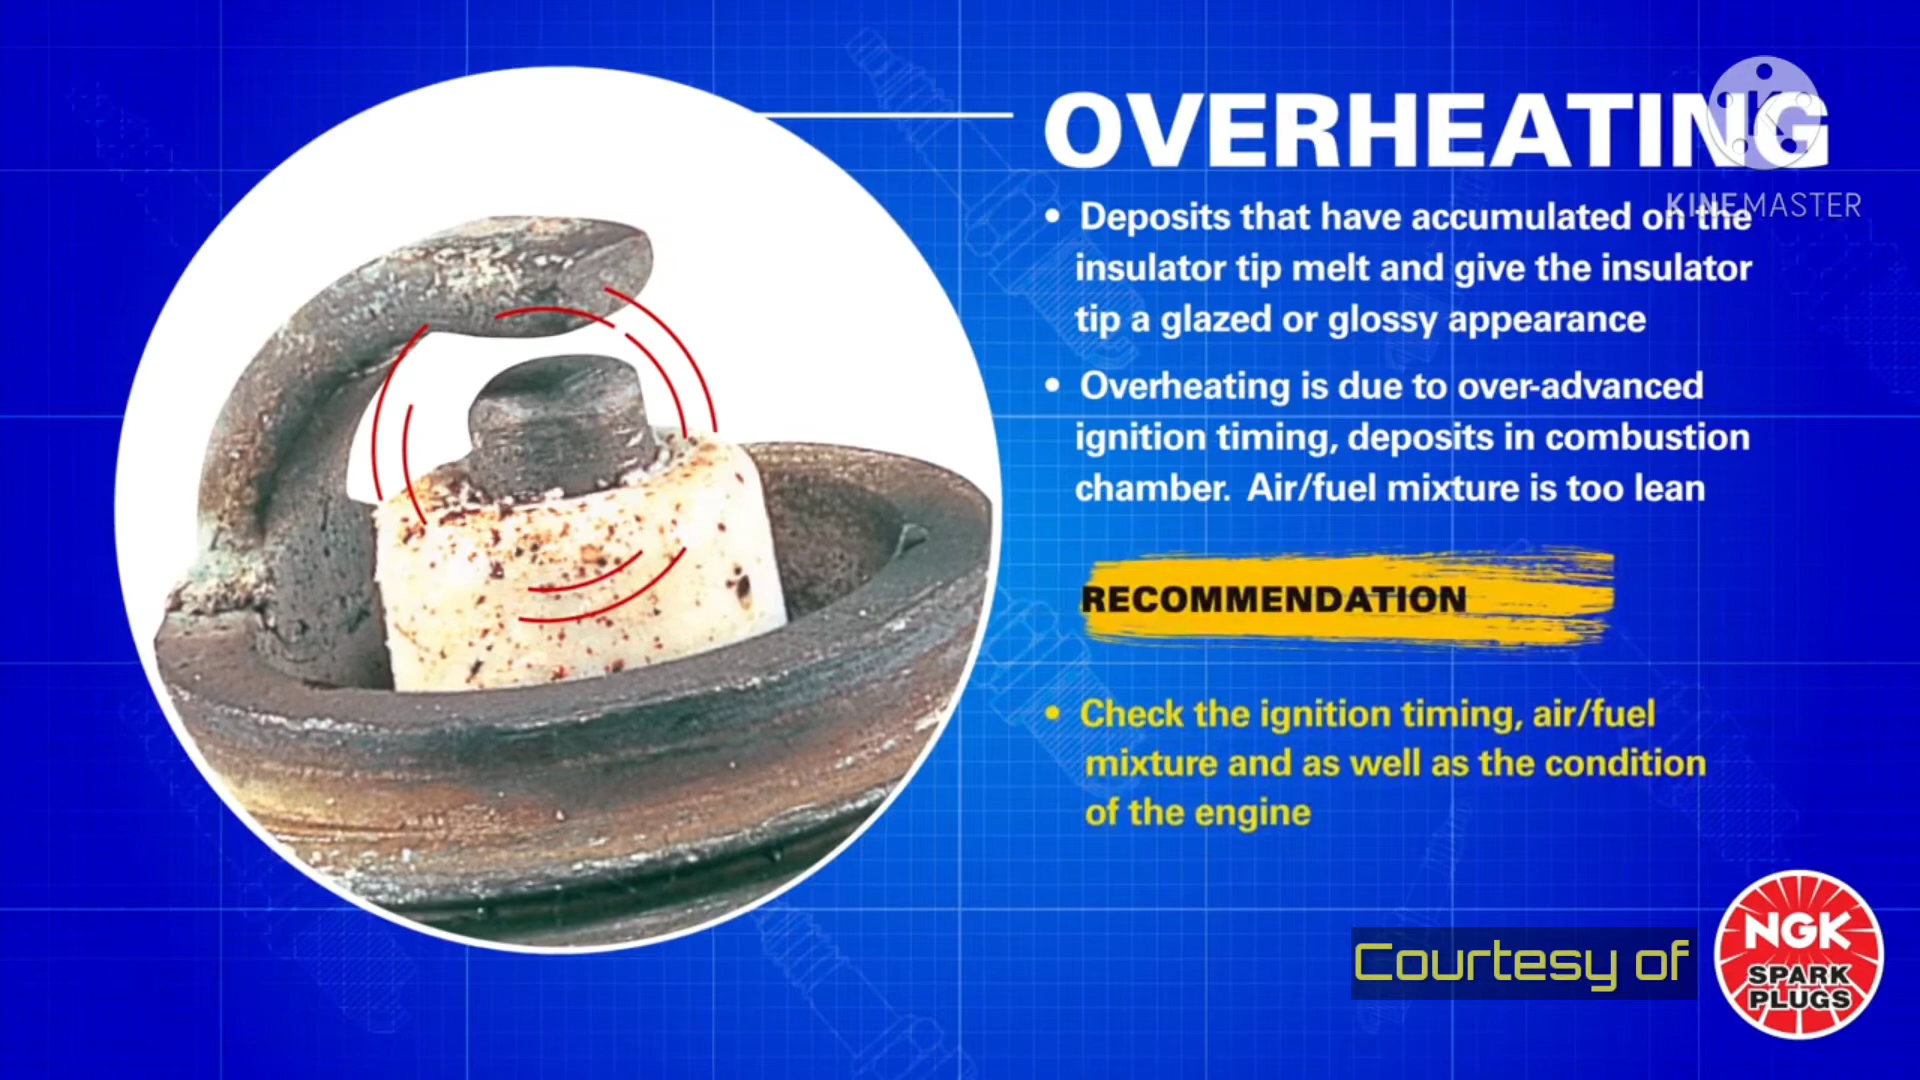 OVERHEATING
KINEMASTER
• Deposits that have accumulated on the
insulator tip melt and give the insulator
tip a glazed or glossy appearance
• Overheating is due to over-advanced
ignition timing, deposits in combustion
chamber. Air/fuel mixture is too lean
RECOMMENDATION
• Check the ignition timing, air/fuel
mixture and as well as the condition
of the engine
Courtesy of
NGK
SPARK
PLUGS